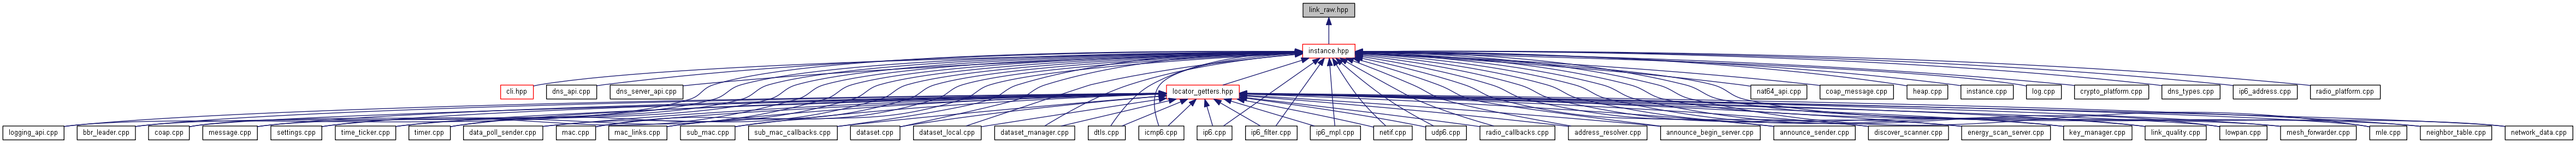 link_raw.hpp
instance.hpp
cli.hpp
dns_api.cpp
dns_server_api.cpp
locator_getters.hpp
nat64_api.cpp
coap_message.cpp
heap.cpp
instance.cpp
log.cpp
crypto_platform.cpp
dns_types.cpp
ip6_address.cpp
radio_platform.cpp
logging_api.cpp
bbr_leader.cpp
coap.cpp
message.cpp
settings.cpp
time_ticker.cpp
timer.cpp
data_poll_sender.cpp
mac.cpp
mac_links.cpp
sub_mac.cpp
sub_mac_callbacks.cpp
dataset.cpp
dataset_local.cpp
dataset_manager.cpp
dtls.cpp
icmp6.cpp
ip6.cpp
ip6_filter.cpp
ip6_mpl.cpp
netif.cpp
udp6.cpp
radio_callbacks.cpp
address_resolver.cpp
announce_begin_server.cpp
announce_sender.cpp
discover_scanner.cpp
energy_scan_server.cpp
key_manager.cpp
link_quality.cpp
lowpan.cpp
mesh_forwarder.cpp
mle.cpp
neighbor_table.cpp
network_data.cpp